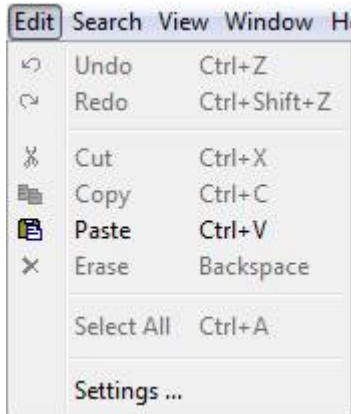 Edit Search View Window
Undo Ctrl+Z
Redo Ctrl+Shift+Z
Cut Ctrl+X
Copy Ctrl+C
Paste Ctrl+V
Erase Backspace
Select All Ctrl+A
Settings ...